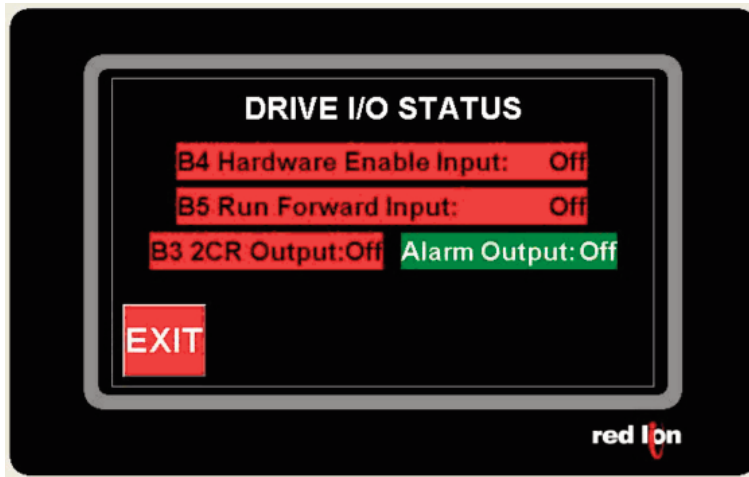 DRIVE I/O STATUS
B4 Hardware Enable Input: Off
B5 Run Forward Input: Off
B3 2CR Output:Off Alarm Output: Off
EXIT
red lion